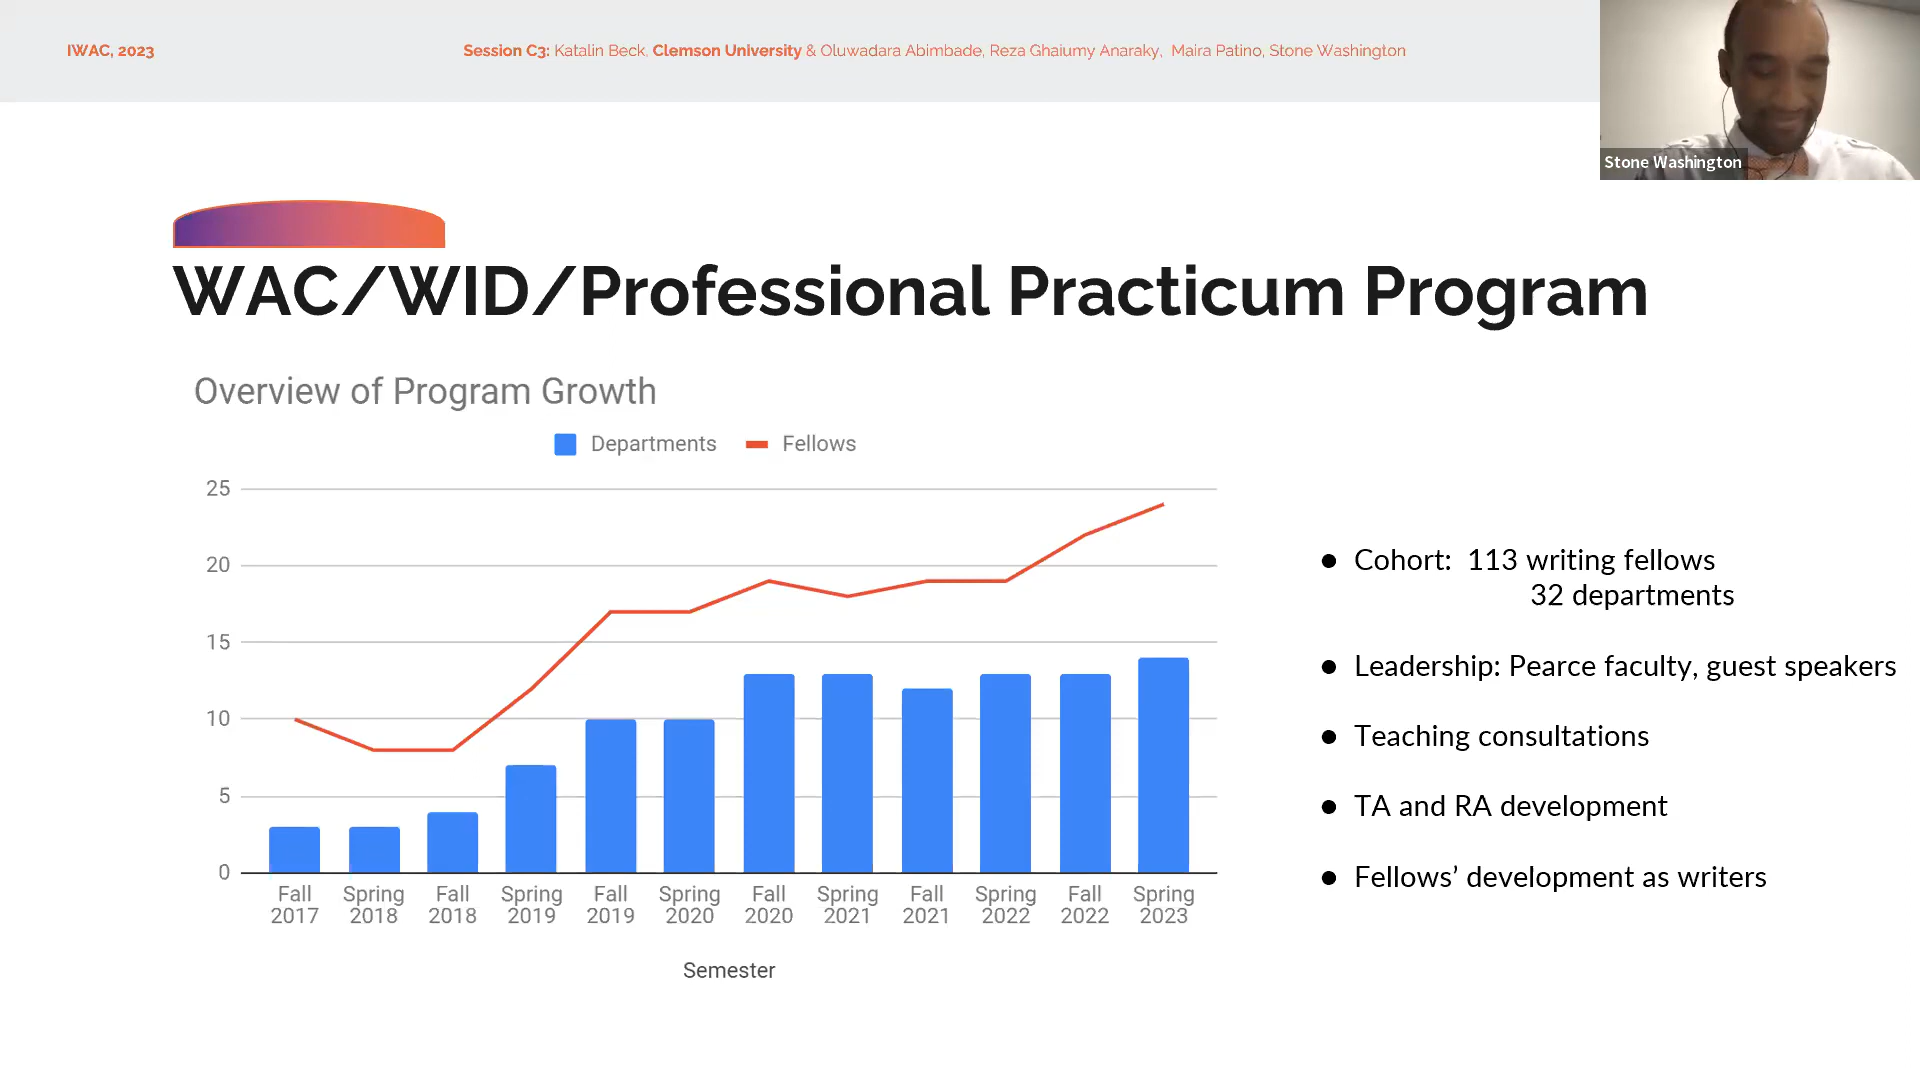 IWAC, 2023
Session C3: Katalin Beck, Clemson University & Oluwadara Abimbade, Reza Ghaiumy Anaraky, Maira Patino, Stone Washington
Stone Washington
WAC/WID/Professional Practicum Program
Overview of Program Growth
Departments Fellows
25
20
15
10
5
0
Fall 2017
Spring 2018
Fall 2018
Spring 2019
Fall 2019
Spring 2020
Fall 2020
Spring 2021
Fall 2021
Spring 2022
Fall 2022
Spring 2023
Semester
● Cohort: 113 writing fellows
32 departments
● Leadership: Pearce faculty, guest speakers
● Teaching consultations
● TA and RA development
● Fellows’ development as writers